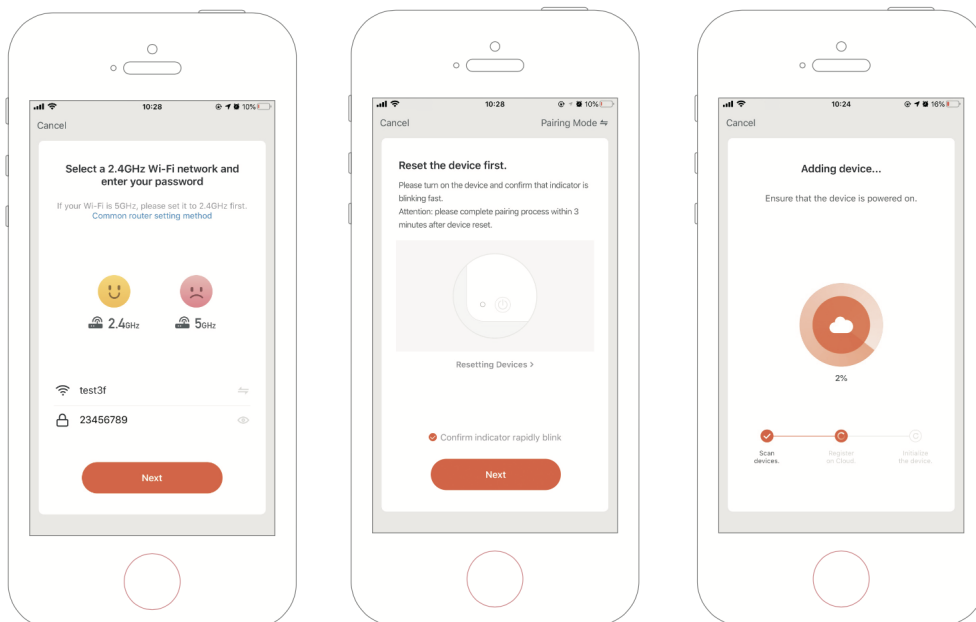 10:28
10%
Cancel
Select a 2.4GHz Wi-Fi network and
enter your password
If your Wi-Fi is 5GHz, please set it to 2.4GHz first.
Common router setting method
2.4GHz
5GHz
test3f
23456789
Next
10:28
10%
Cancel
Pairing Mode
Reset the device first.
Please turn on the device and confirm that indicator is
blinking fast.
Attention: please complete pairing process within 3
minutes after device reset.
Resetting Devices >
Confirm indicator rapidly blink
Next
10:24
16%
Cancel
Adding device...
Ensure that the device is powered on.
2%
Scan
devices.
Register
on Cloud.
Initialize
the device.